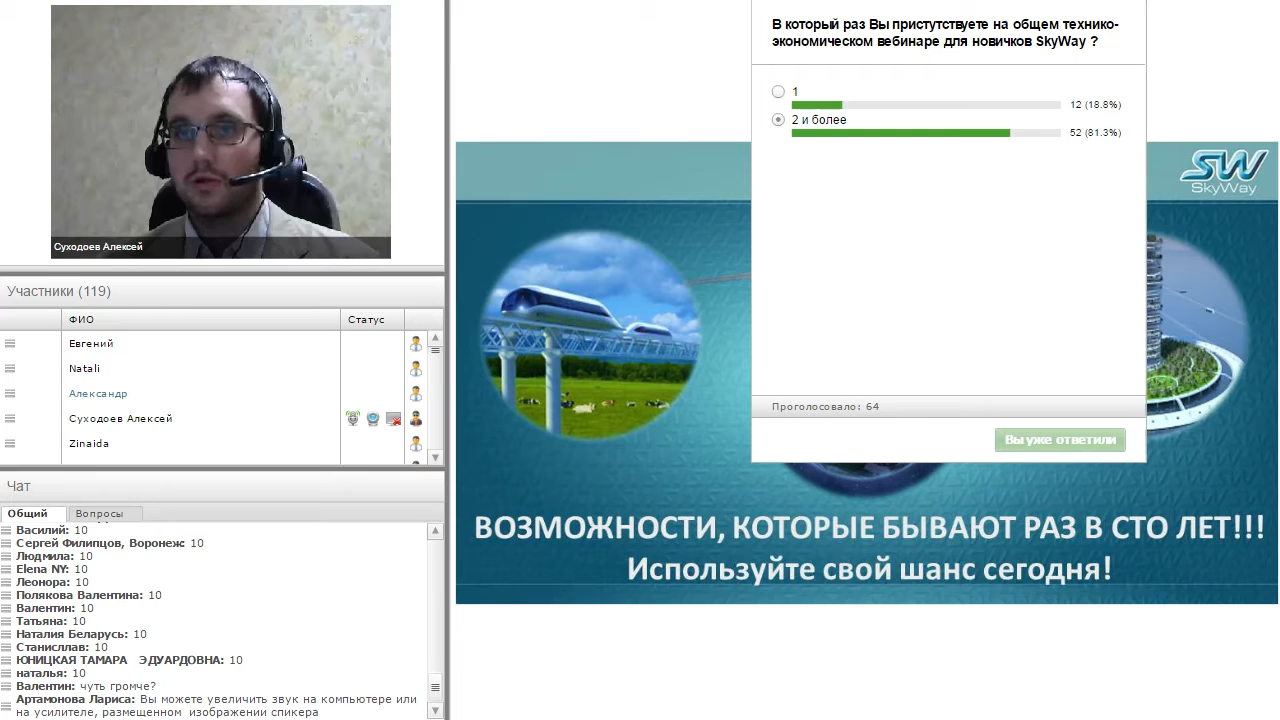 Суходоев Алексей
Участники (119)
ФИО
Статус
Евгений
Natali
Александр
Суходоев Алексей
Zinaida
Чат
Общий
Вопросы
Василий: 10
Сергей Филипцов, Воронеж: 10
Людмила: 10
Elena NY: 10
Леонора: 10
Полякова Валентина: 10
Валентин: 10
Татьяна: 10
Наталия Беларусь: 10
Станисллав: 10
ЮНИЦКАЯ ТАМАРА ЭДУАРДОВНА: 10
наталья: 10
Валентин: чуть громче?
Артамонова Лариса: Вы можете увеличить звук на компьютере или
на усилителе, размещенном изображении спикера
В который раз Вы пристутствуете на общем технико-
экономическом вебинаре для новичков SkyWay ?
1
12 (18.8%)
2 и более
52 (81.3%)
Проголосовало: 64
Вы уже ответили
SW
SkyWay
ВОЗМОЖНОСТИ, КОТОРЫЕ БЫВАЮТ РАЗ В СТО ЛЕТ!!!
Используйте свой шанс сегодня!